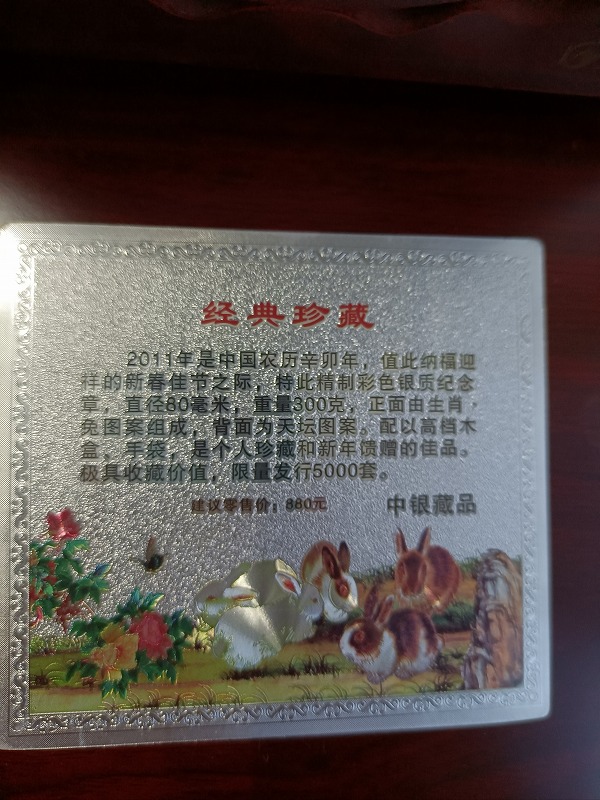 经典珍藏
2011年是中国农历辛卯年，值此纳福迎
祥的新春佳节之际，特此精制彩色银质纪念
章，直径80毫米，重量300克，正面由生肖·
兔图案组成，背面为天坛图案。配以高档木
盒，手袋，是个人珍藏和新年馈赠的佳品。
极具收藏价值，限量发行5000套。
建议零售价：880元
中银藏品